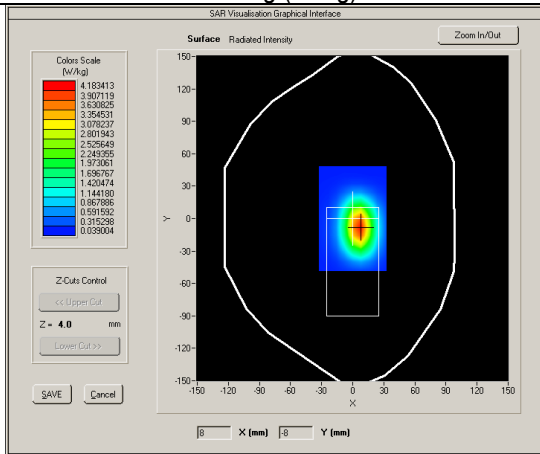 SAR Visualisation Graphical Interface
Surface Radiated Intensity
Zoom In/Out
Colors Scale
(W/kg)
4.183413
3.907119
3.630825
3.354531
3.078237
2.801943
2.525649
2.249355
1.973061
1.696767
1.420474
1.144180
0.867886
0.591592
0.315298
0.039004
Z-Cuts Control
<< Upper Cut
Z = 4.0 mm
Lower Cut >>
SAVE Cancel
150
120
90
60
30
0
-30
-60
-90
-120
-150
Y
-150 -120 -90 -60 -30 0 30 60 90 120 150
X
8 X (mm) -8 Y (mm)